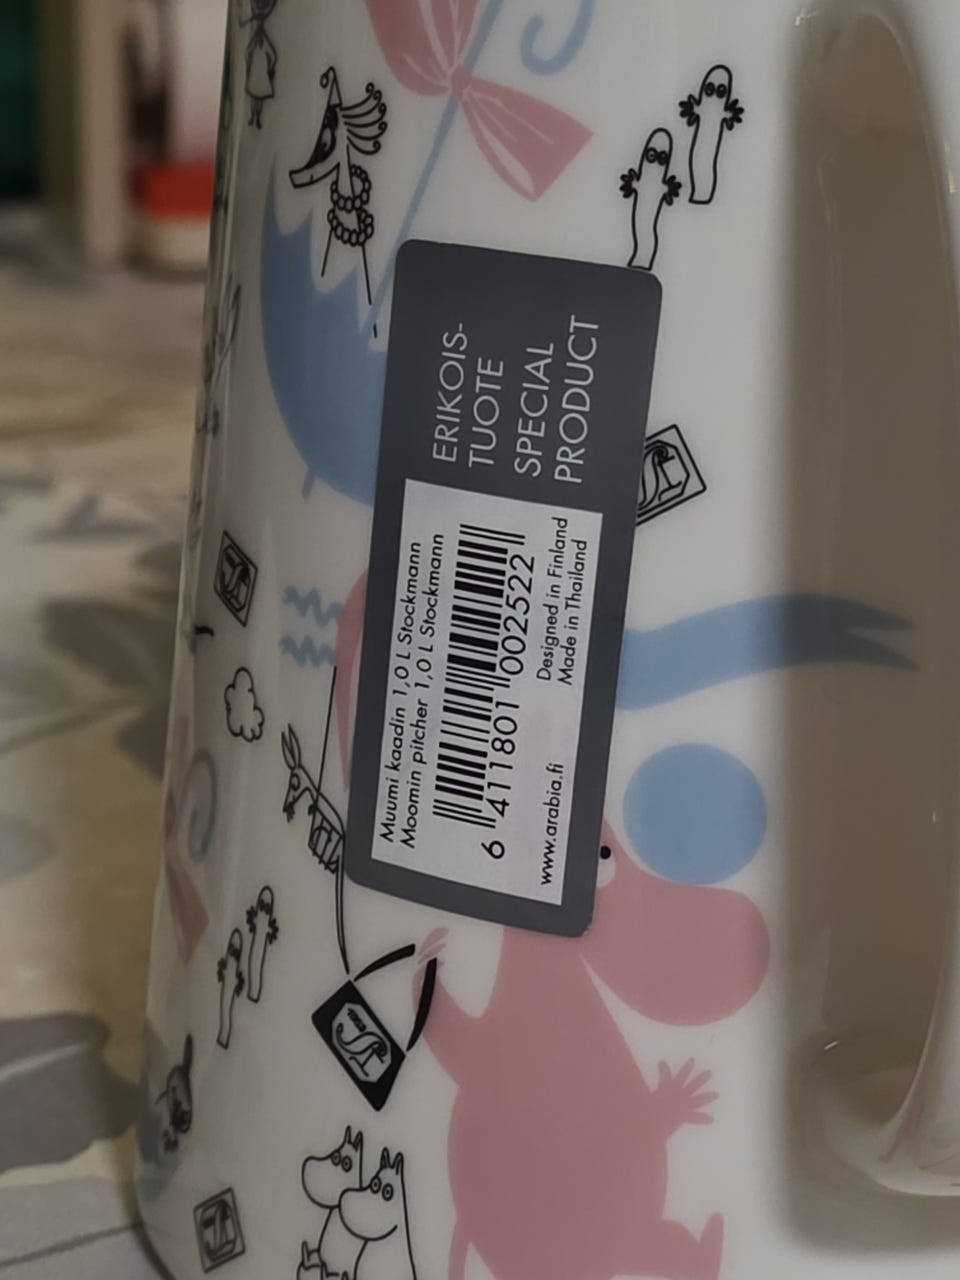 ERIKOIS-
TUOTE
SPECIAL
PRODUCT
Muumi kaadin 1,0 L Stockmann
Moomin pitcher 1,0 L Stockmann
6 411801 002522
Designed in Finland
www.arabia.fi Made in Thailand